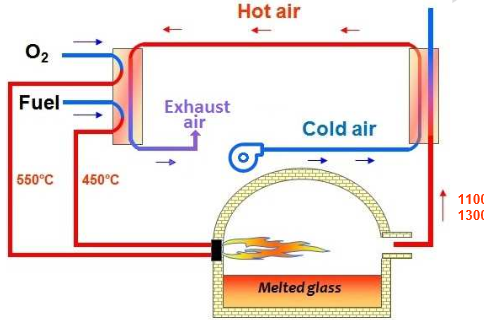 Hot air
O2
Fuel
Exhaust
air
Cold air
550°C
450°C
1100
1300
Melted glass